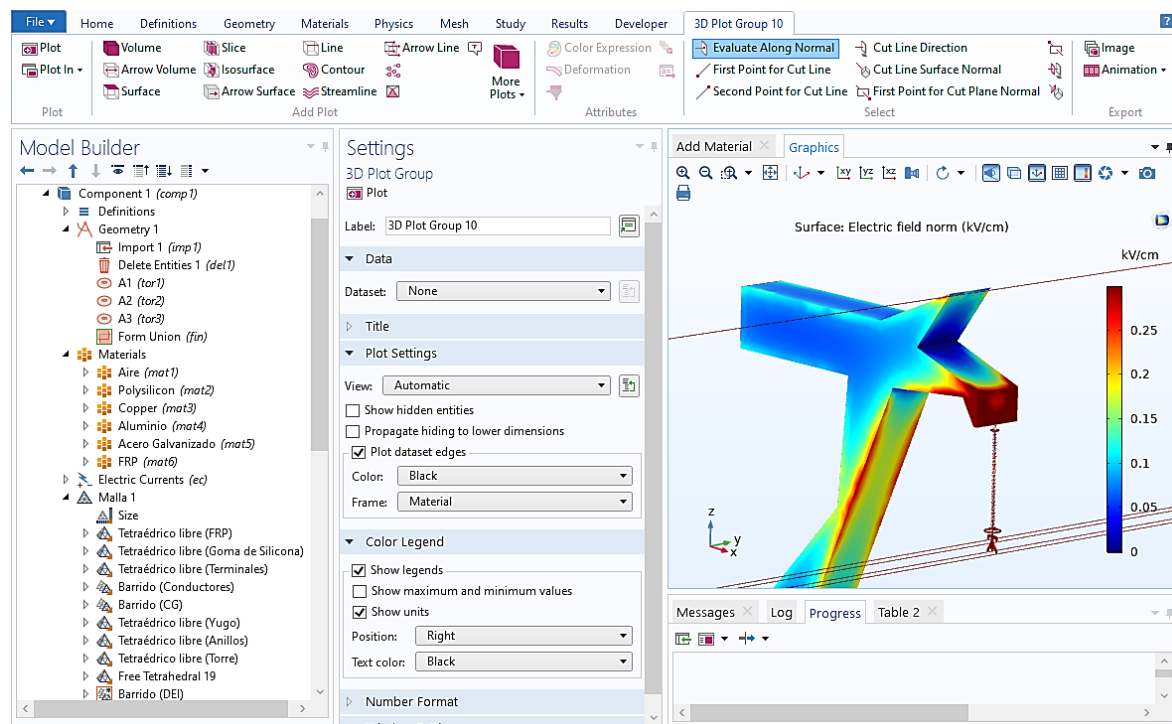 File
Home
Definitions
Geometry
Materials
Physics
Mesh
Study
Results
Developer
3D Plot Group 10
?
Plot
Plot In
Plot
Volume
Arrow Volume
Surface
Slice
Isosurface
Arrow Surface
Line
Contour
Streamline
Arrow Line
More
Plots
Add Plot
Color Expression
Deformation
Attributes
Evaluate Along Normal
First Point for Cut Line
Second Point for Cut Line
Cut Line Direction
Cut Line Surface Normal
First Point for Cut Plane Normal
Select
Image
Animation
Export
Model Builder
Component 1 (comp1)
Definitions
Geometry 1
Import 1 (imp1)
Delete Entities 1 (del1)
A1 (tor1)
A2 (tor2)
A3 (tor3)
Form Union (fin)
Materials
Aire (mat1)
Polysilicon (mat2)
Copper (mat3)
Aluminio (mat4)
Acero Galvanizado (mat5)
FRP (mat6)
Electric Currents (ec)
Malla 1
Size
Tetraédrico libre (FRP)
Tetraédrico libre (Goma de Silicona)
Tetraédrico libre (Terminales)
Barrido (Conductores)
Barrido (CG)
Tetraédrico libre (Yugo)
Tetraédrico libre (Anillos)
Tetraédrico libre (Torre)
Free Tetrahedral 19
Barrido (DEI)
Settings
3D Plot Group
Plot
Label: 3D Plot Group 10
Data
Dataset: None
Title
Plot Settings
View: Automatic
Show hidden entities
Propagate hiding to lower dimensions
Plot dataset edges
Color: Black
Frame: Material
Color Legend
Show legends
Show maximum and minimum values
Show units
Position: Right
Text color: Black
Number Format
Add Material
Graphics
xy
yz
xz
Surface: Electric field norm (kV/cm)
kV/cm
0.25
0.2
0.15
0.1
0.05
0
z
y
x
Messages
Log
Progress
Table 2